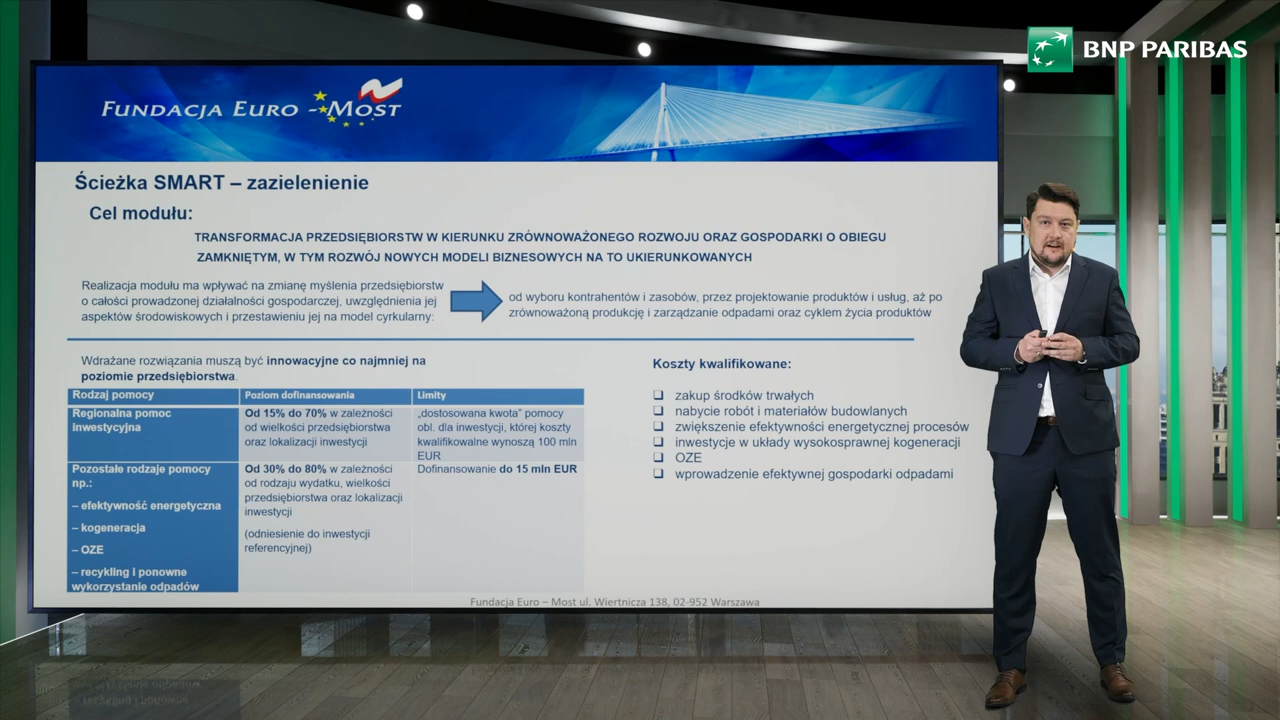 BNP PARIBAS
FUNDACJA EURO - MOST
Ścieżka SMART – zazielenienie
Cel modułu:
TRANSFORMACJA PRZEDSIĘBIORSTW W KIERUNKU ZRÓWNOWAŻONEGO ROZWOJU ORAZ GOSPODARKI O OBIEGU
ZAMKNIĘTYM, W TYM ROZWÓJ NOWYCH MODELI BIZNESOWYCH NA TO UKIERUNKOWANYCH
Realizacja modułu ma wpływać na zmianę myślenia przedsiębiorstw
o całości prowadzonej działalności gospodarczej, uwzględnienia jej
aspektów środowiskowych i przestawieniu jej na model cyrkularny:
od wyboru kontrahentów i zasobów, przez projektowanie produktów i usług, aż po
zrównoważoną produkcję i zarządzanie odpadami oraz cyklem życia produktów
Wdrażane rozwiązania muszą być innowacyjne co najmniej na
poziomie przedsiębiorstwa.
Rodzaj pomocy
Poziom dofinansowania
Limity
Regionalna pomoc
inwestycyjna
Od 15% do 70% w zależności
od wielkości przedsiębiorstwa
oraz lokalizacji inwestycji
„dostosowana kwota” pomocy
obl. dla inwestycji, której koszty
kwalifikowalne wynoszą 100 mln
EUR
Pozostałe rodzaje pomocy
np.:
– efektywność energetyczna
– kogeneracja
– OZE
– recykling i ponowne
wykorzystanie odpadów
Od 30% do 80% w zależności
od rodzaju wydatku, wielkości
przedsiębiorstwa oraz lokalizacji
inwestycji
(odniesienie do inwestycji
referencyjnej)
Dofinansowanie do 15 mln EUR
Koszty kwalifikowane:
❑ zakup środków trwałych
❑ nabycie robót i materiałów budowlanych
❑ zwiększenie efektywności energetycznej procesów
❑ inwestycje w układy wysokosprawnej kogeneracji
❑ OZE
❑ wprowadzenie efektywnej gospodarki odpadami
Fundacja Euro – Most ul. Wiertnicza 138, 02-952 Warszawa